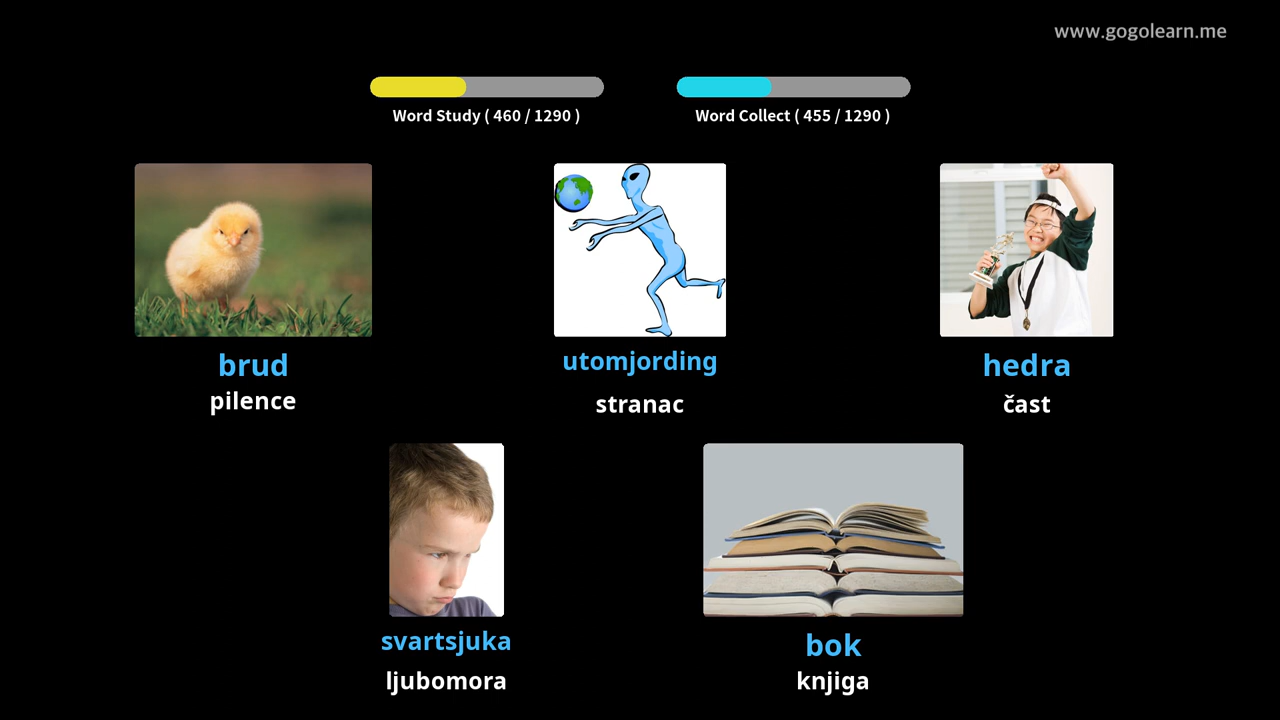 www.gogolearn.me
Word Study ( 460 / 1290 )
Word Collect ( 455 / 1290 )
brud
pilence
utomjording
stranac
hedra
čast
svartsjuka
ljubomora
bok
knjiga